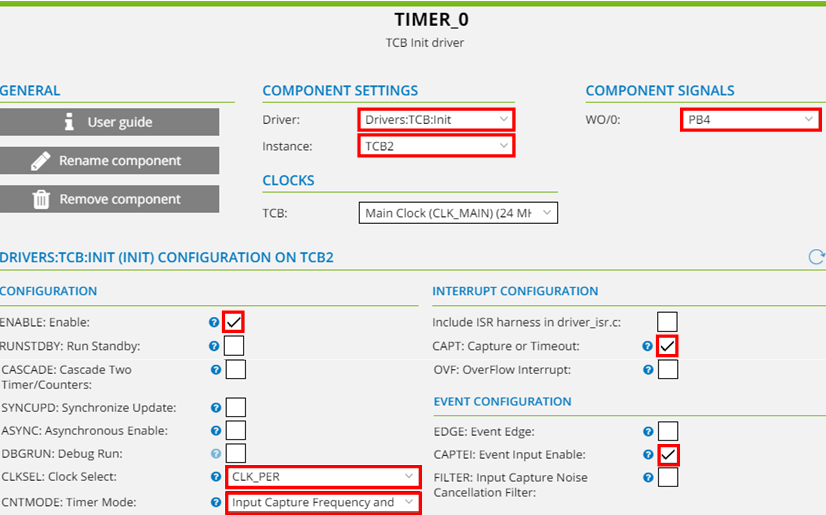 TIMER_0
TCB Init driver
GENERAL
User guide
Rename component
Remove component
COMPONENT SETTINGS
Driver: Drivers:TCB:Init
Instance: TCB2
COMPONENT SIGNALS
WO/0: PB4
CLOCKS
TCB: Main Clock (CLK_MAIN) (24 MH
DRIVERS:TCB:INIT (INIT) CONFIGURATION ON TCB2
CONFIGURATION
ENABLE: Enable:
RUNSTDBY: Run Standby:
CASCADE: Cascade Two
Timer/Counters:
SYNCUPD: Synchronize Update:
ASYNC: Asynchronous Enable:
DBGRUN: Debug Run:
CLKSEL: Clock Select: CLK_PER
CNTMODE: Timer Mode: Input Capture Frequency and
INTERRUPT CONFIGURATION
Include ISR harness in driver_isr.c:
CAPT: Capture or Timeout:
OVF: OverFlow Interrupt:
EVENT CONFIGURATION
EDGE: Event Edge:
CAPTEI: Event Input Enable:
FILTER: Input Capture Noise
Cancellation Filter: